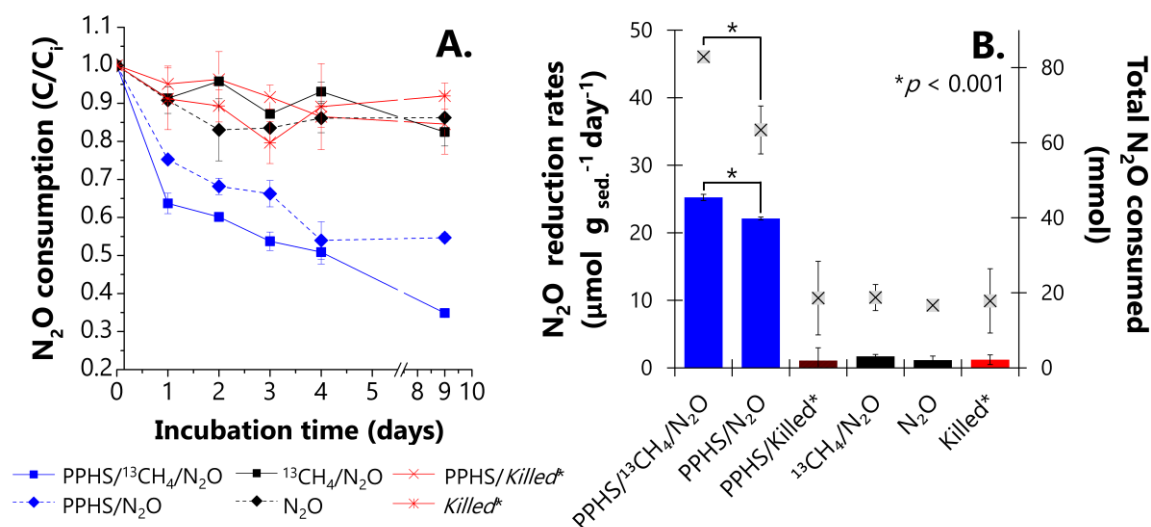 A.
N₂O consumption (C/Cᵢ)
1.1
1.0
0.9
0.8
0.7
0.6
0.5
0.4
0.3
0.2
0 1 2 3 4 5 8 9 10
Incubation time (days)
PPHS/¹³CH₄/N₂O
¹³CH₄/N₂O
PPHS/Killed*
PPHS/N₂O
N₂O
Killed*
B.
*p < 0.001
*
*
N₂O reduction rates
(µmol g sed.⁻¹ day⁻¹)
50
40
30
20
10
0
80
60
40
20
0
Total N₂O consumed
(mmol)
PPHS/¹³CH₄/N₂O
PPHS/N₂O
PPHS/Killed*
¹³CH₄/N₂O
N₂O
Killed*